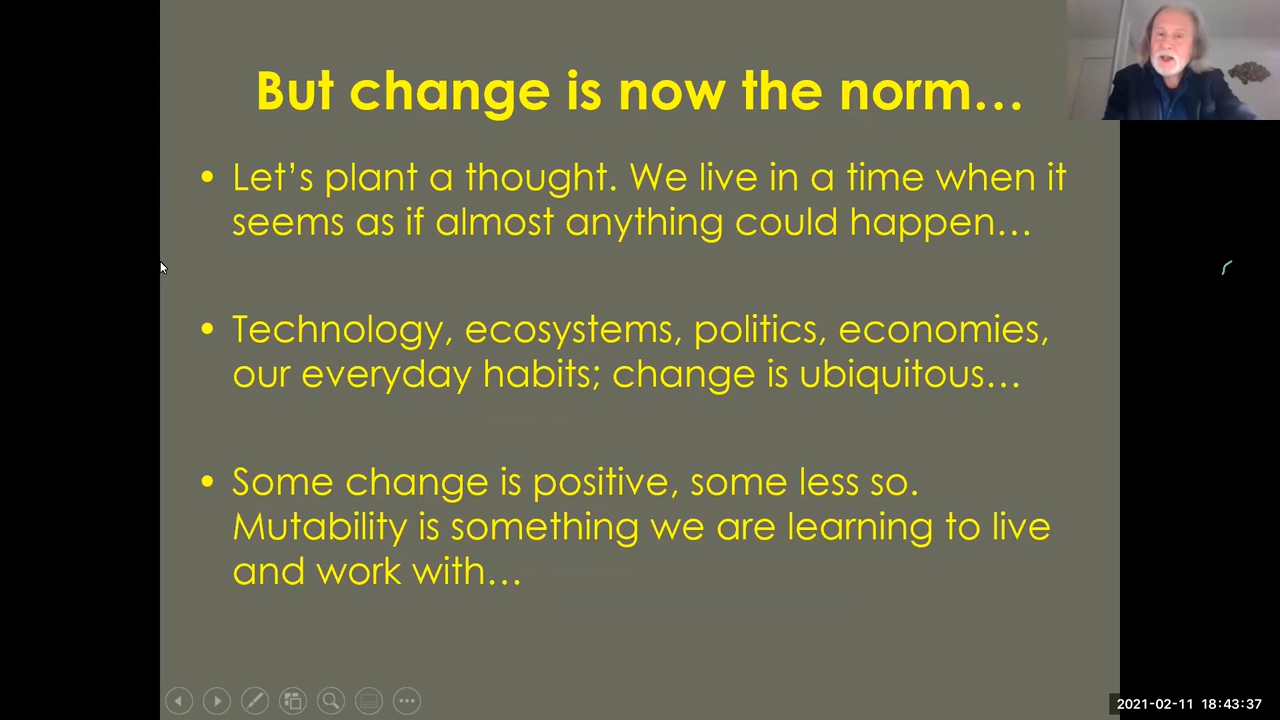 But change is now the norm…
• Let’s plant a thought. We live in a time when it
seems as if almost anything could happen…
• Technology, ecosystems, politics, economies,
our everyday habits; change is ubiquitous…
• Some change is positive, some less so.
Mutability is something we are learning to live
and work with…
2021-02-11 18:43:37